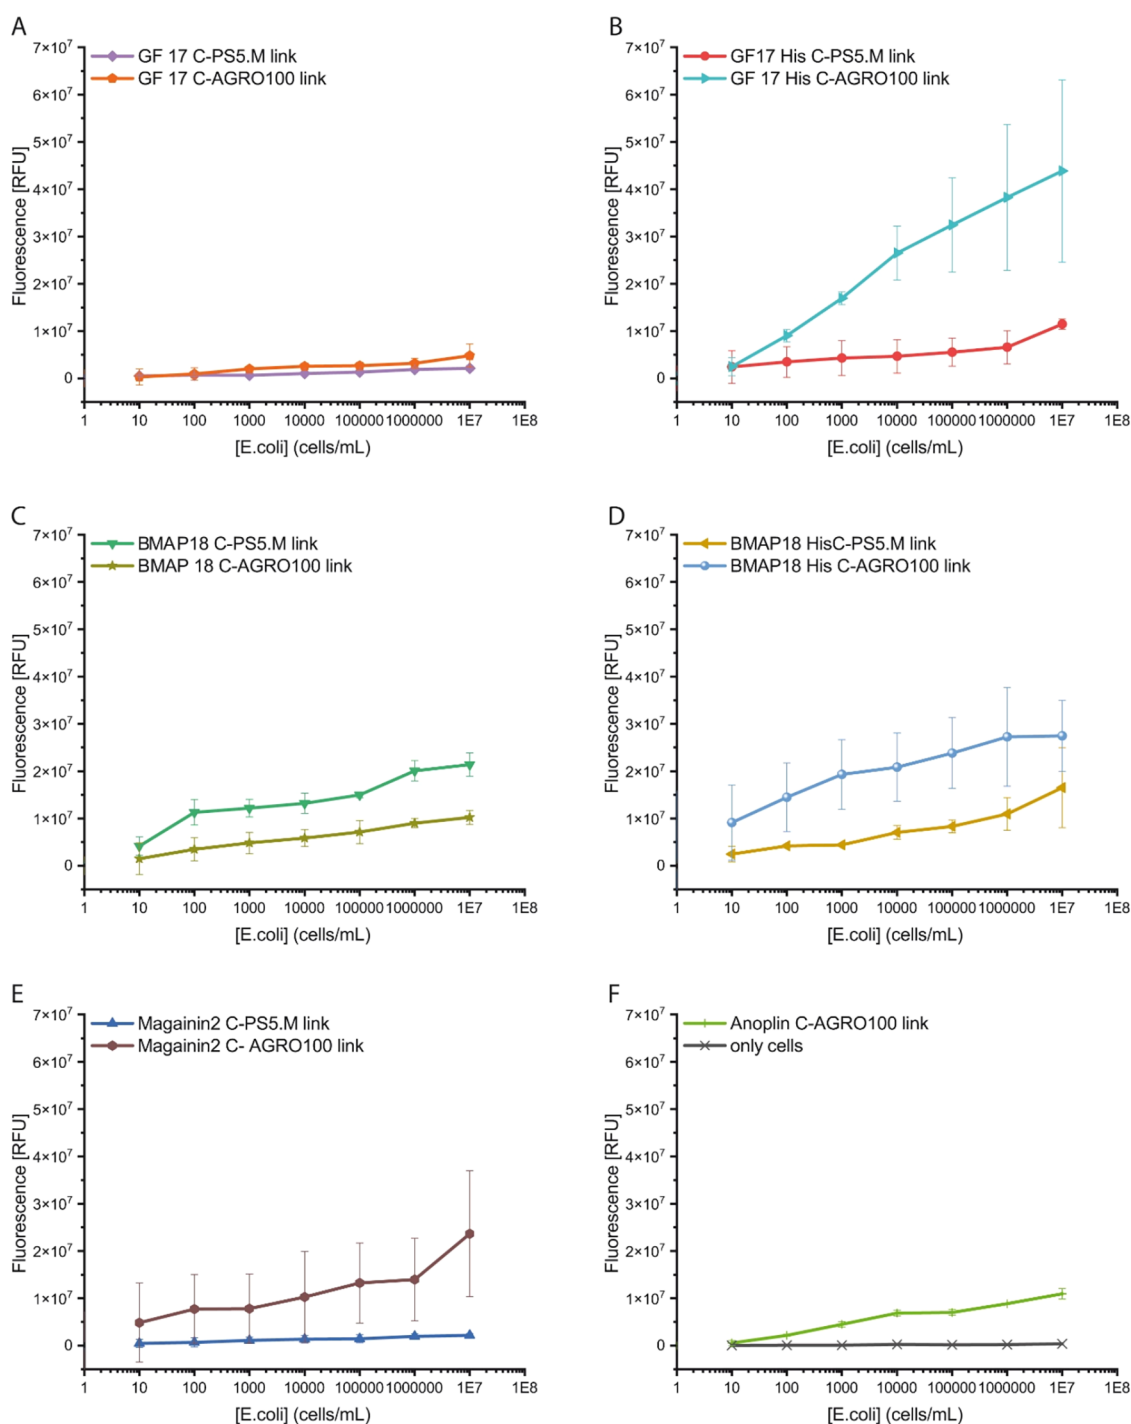 A
GF 17 C-PS5.M link
GF 17 C-AGRO100 link
Fluorescence [RFU]
7×10⁷
6×10⁷
5×10⁷
4×10⁷
3×10⁷
2×10⁷
1×10⁷
0
1 10 100 1000 10000 100000 1000000 1E7 1E8
[E.coli] (cells/mL)
B
GF17 His C-PS5.M link
GF 17 His C-AGRO100 link
Fluorescence [RFU]
7×10⁷
6×10⁷
5×10⁷
4×10⁷
3×10⁷
2×10⁷
1×10⁷
0
1 10 100 1000 10000 100000 1000000 1E7 1E8
[E.coli] (cells/mL)
C
BMAP18 C-PS5.M link
BMAP 18 C-AGRO100 link
Fluorescence [RFU]
7×10⁷
6×10⁷
5×10⁷
4×10⁷
3×10⁷
2×10⁷
1×10⁷
0
1 10 100 1000 10000 100000 1000000 1E7 1E8
[E.coli] (cells/mL)
D
BMAP18 HisC-PS5.M link
BMAP18 His C-AGRO100 link
Fluorescence [RFU]
7×10⁷
6×10⁷
5×10⁷
4×10⁷
3×10⁷
2×10⁷
1×10⁷
0
1 10 100 1000 10000 100000 1000000 1E7 1E8
[E.coli] (cells/mL)
E
Magainin2 C-PS5.M link
Magainin2 C- AGRO100 link
Fluorescence [RFU]
7×10⁷
6×10⁷
5×10⁷
4×10⁷
3×10⁷
2×10⁷
1×10⁷
0
1 10 100 1000 10000 100000 1000000 1E7 1E8
[E.coli] (cells/mL)
F
Anoplin C-AGRO100 link
only cells
Fluorescence [RFU]
7×10⁷
6×10⁷
5×10⁷
4×10⁷
3×10⁷
2×10⁷
1×10⁷
0
1 10 100 1000 10000 100000 1000000 1E7 1E8
[E.coli] (cells/mL)